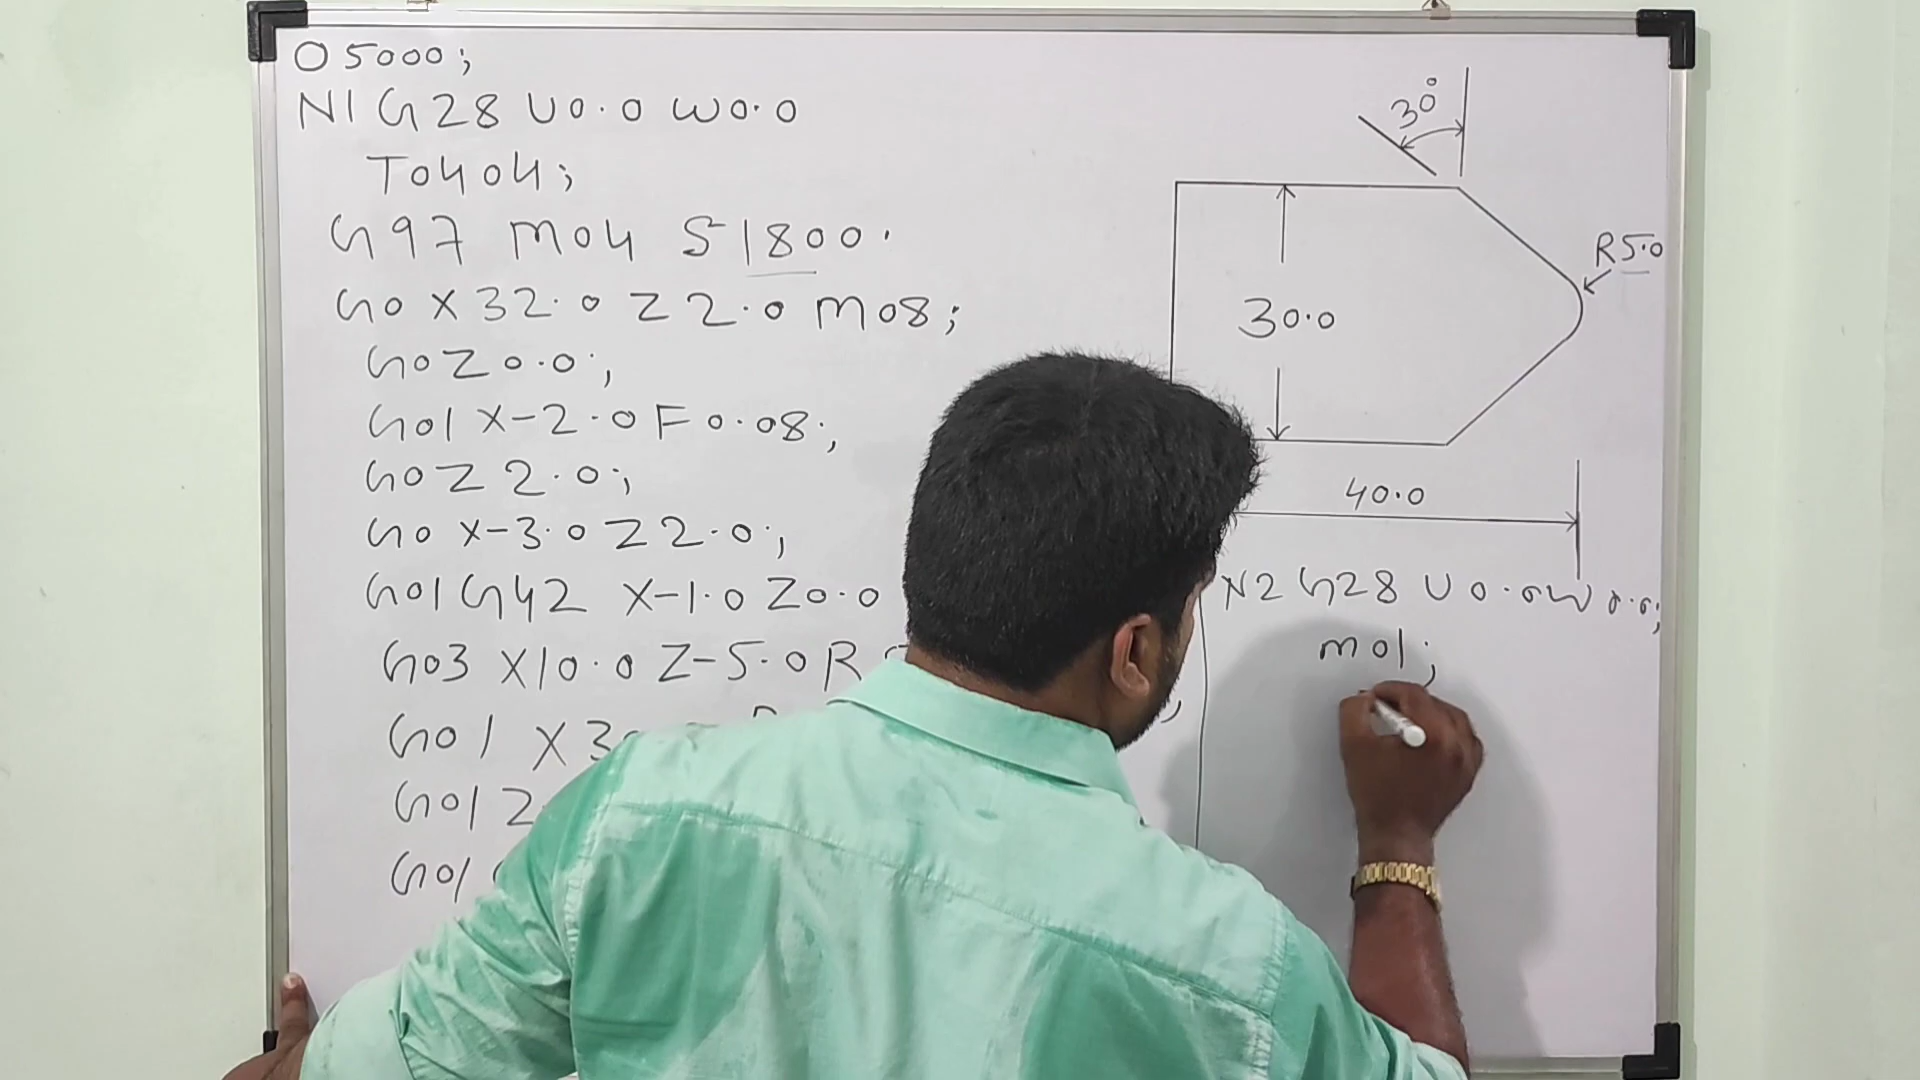 O5000;
N1 G28 U0.0 W0.0
T0404;
G97 M04 S1800.
G0 X32.0 Z2.0 M08;
G0 Z0.0;
G01 X-2.0 F0.08;
G0 Z2.0;
G0 X-3.0 Z2.0;
G01 G42 X-1.0 Z0.0
G03 X10.0 Z-5.0 R
G01
G01
G01
30°
R5.0
30.0
40.0
N2 G28 U0.0 W0.0;
M01;